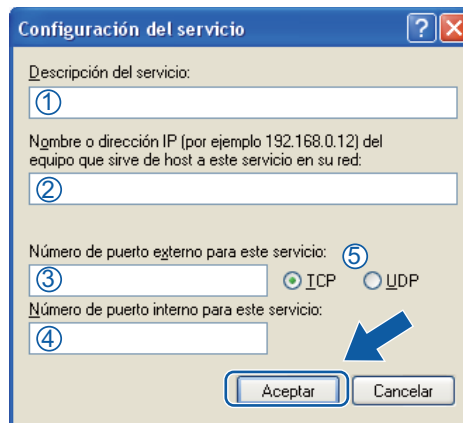 Configuración del servicio
Descripción del servicio:
①
Nombre o dirección IP (por ejemplo 192.168.0.12) del
equipo que sirve de host a este servicio en su red:
②
Número de puerto externo para este servicio: ⑤
③ TCP UDP
Número de puerto interno para este servicio:
④
Aceptar Cancelar